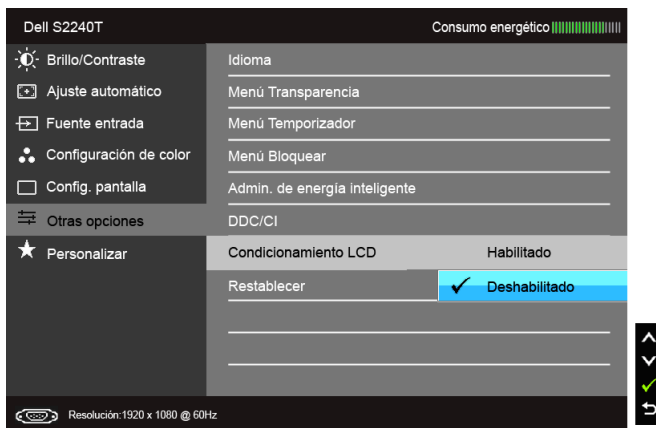 Dell S2240T
Consumo energético
Brillo/Contraste
Idioma
Ajuste automático
Menú Transparencia
Fuente entrada
Menú Temporizador
Configuración de color
Menú Bloquear
Config. pantalla
Admin. de energía inteligente
Otras opciones
DDC/CI
Personalizar
Condicionamiento LCD
Habilitado
Restablecer
Deshabilitado
Resolución:1920 x 1080 @ 60Hz